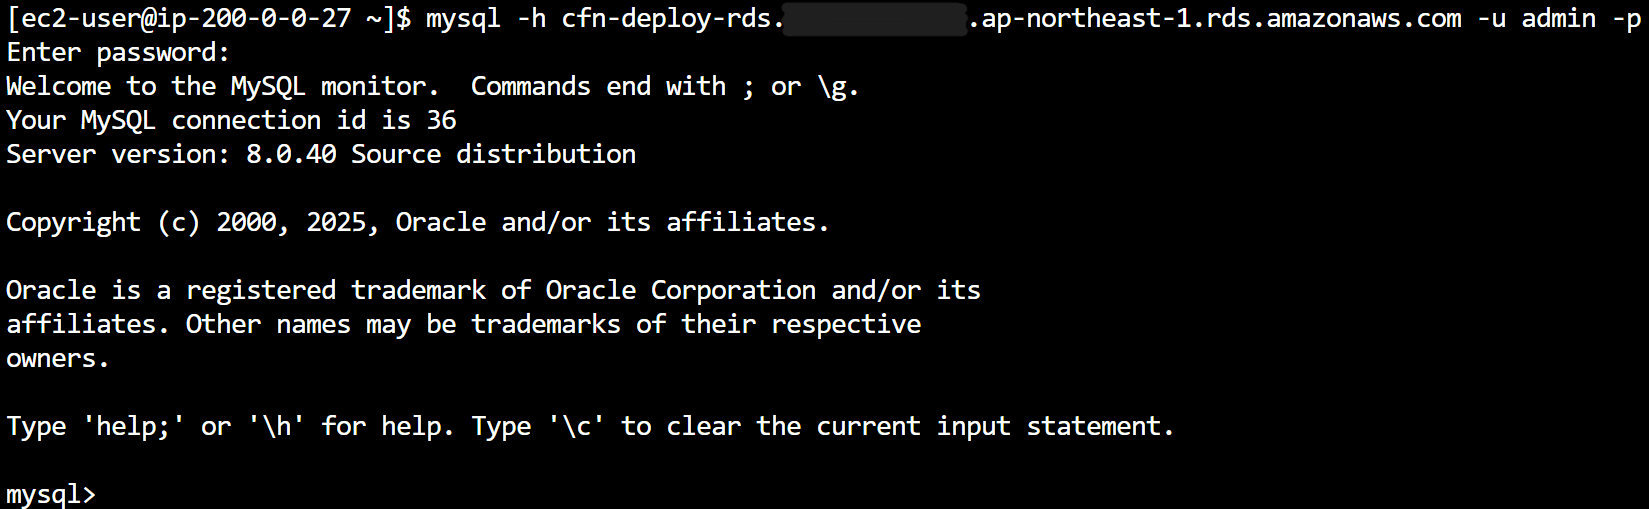 [ec2-user@ip-200-0-0-27 ~]$ mysql -h cfn-deploy-rds. .ap-northeast-1.rds.amazonaws.com -u admin -p
Enter password:
Welcome to the MySQL monitor.  Commands end with ; or \g.
Your MySQL connection id is 36
Server version: 8.0.40 Source distribution
Copyright (c) 2000, 2025, Oracle and/or its affiliates.
Oracle is a registered trademark of Oracle Corporation and/or its
affiliates. Other names may be trademarks of their respective
owners.
Type 'help;' or '\h' for help. Type '\c' to clear the current input statement.
mysql>